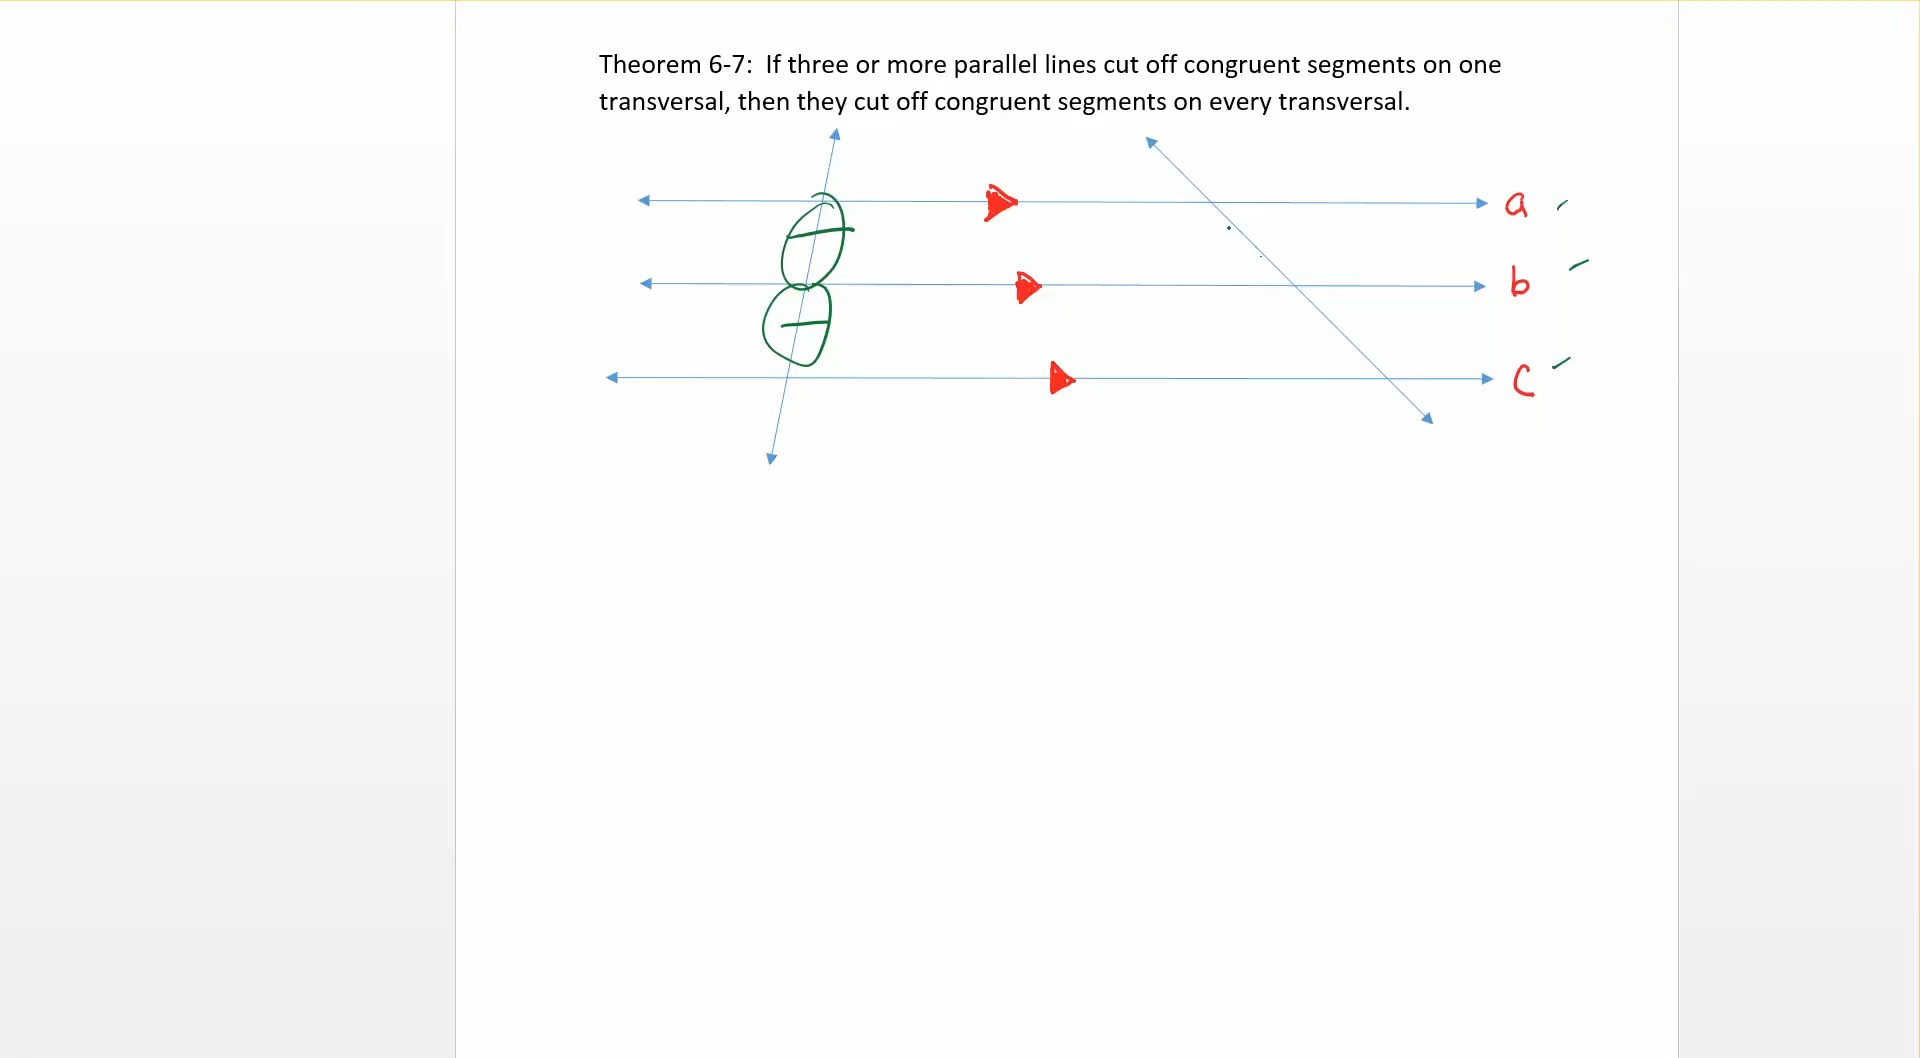 Theorem 6-7:  If three or more parallel lines cut off congruent segments on one
transversal, then they cut off congruent segments on every transversal.
a
b
c